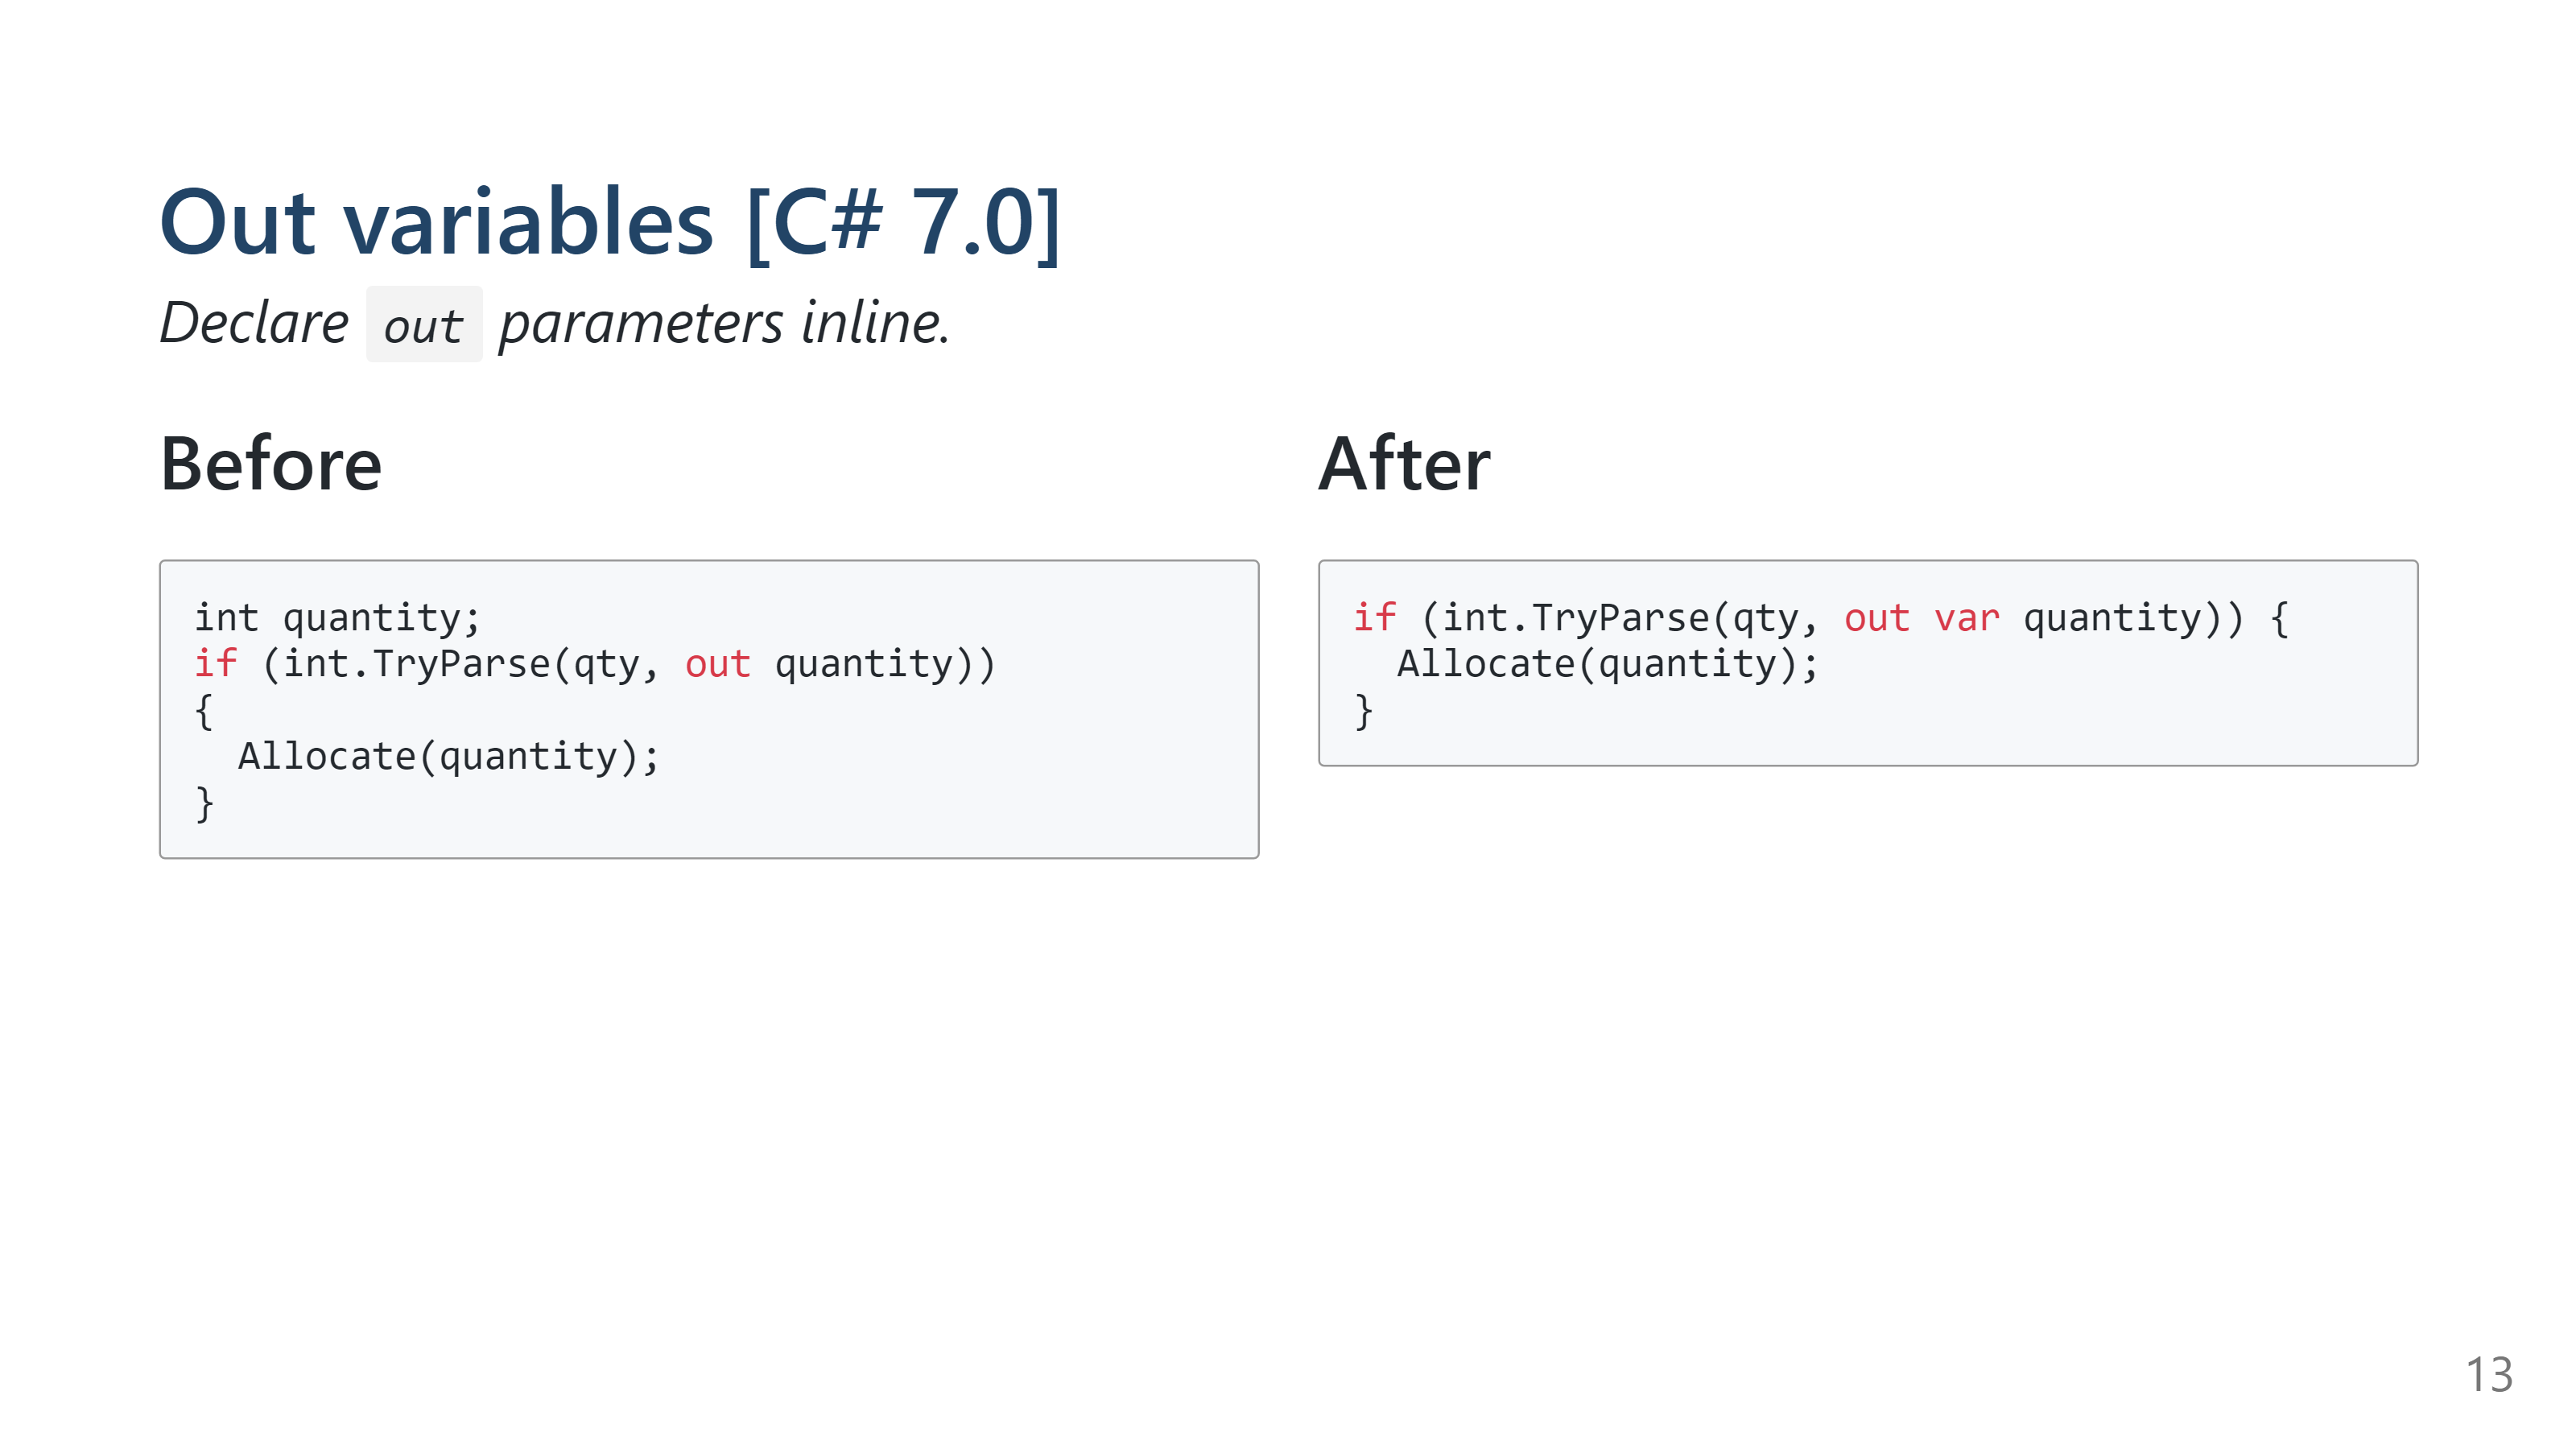 Out variables [C# 7.0]
Declare out parameters inline.
Before
int quantity;
if (int.TryParse(qty, out quantity))
{
  Allocate(quantity);
}
After
if (int.TryParse(qty, out var quantity)) {
  Allocate(quantity);
}
13